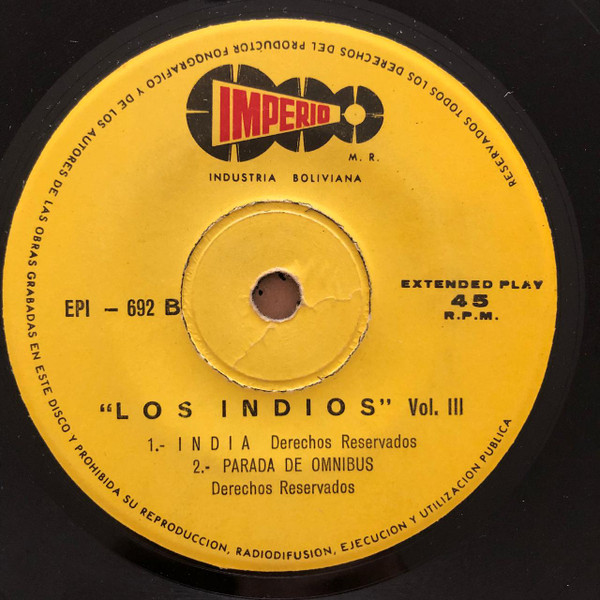 RESERVADOS TODOS LOS DERECHOS DEL PRODUCTOR FONOGRAFICO Y DE LOS AUTORES DE LAS OBRAS GRABADAS EN ESTE DISCO Y PROHIBIDA SU REPRODUCCION, RADIODIFUSION, EJECUCION Y UTILIZACION PUBLICA
IMPERIO
M. R.
INDUSTRIA BOLIVIANA
EPI - 692 B
EXTENDED PLAY
45
R.P.M.
"LOS INDIOS" Vol. III
1.- INDIA Derechos Reservados
2.- PARADA DE OMNIBUS
Derechos Reservados